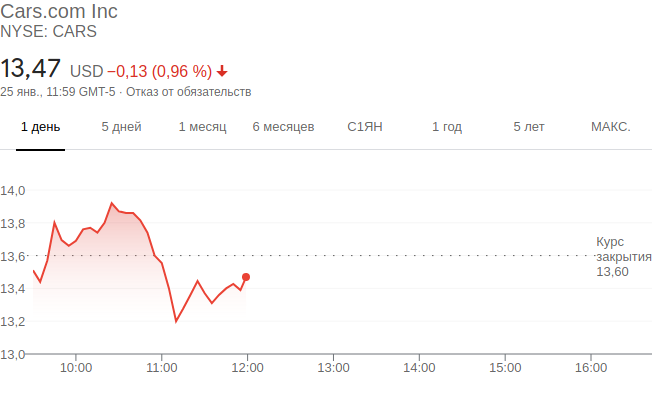 Cars.com Inc
NYSE: CARS
13,47 USD −0,13 (0,96 %)
25 янв., 11:59 GMT-5 · Отказ от обязательств
1 день 5 дней 1 месяц 6 месяцев С1ЯН 1 год 5 лет МАКС.
14,0
13,8
13,6
13,4
13,2
13,0
Курс
закрытия
13,60
10:00 11:00 12:00 13:00 14:00 15:00 16:00